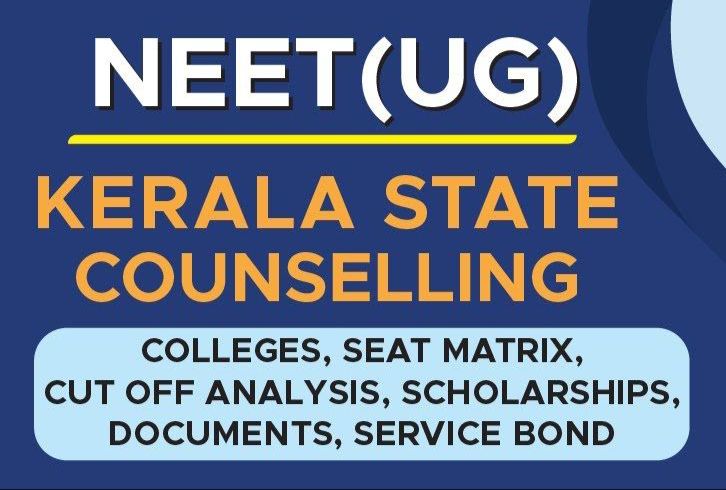 NEET(UG)
KERALA STATE
COUNSELLING
COLLEGES, SEAT MATRIX,
CUT OFF ANALYSIS, SCHOLARSHIPS,
DOCUMENTS, SERVICE BOND